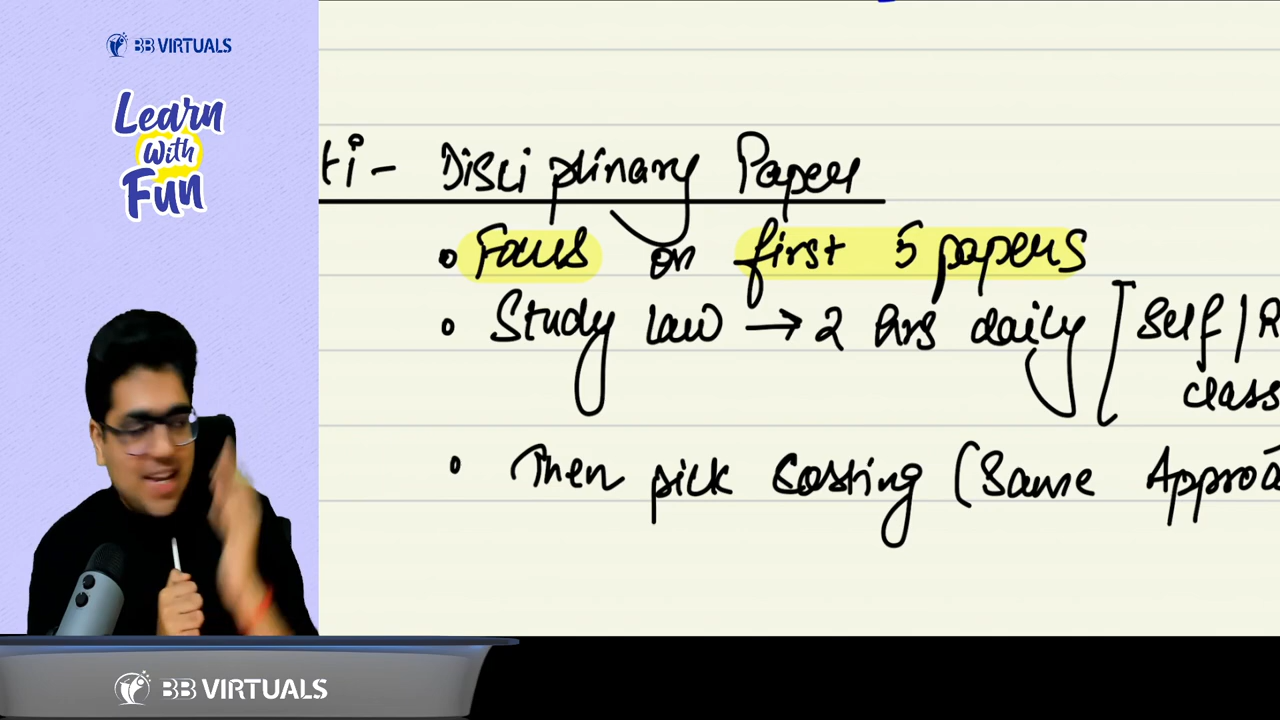 BB VIRTUALS
Learn
With
Fun
ti - Disciplinary Paper
• Focus on first 5 papers
• Study law → 2 hrs daily [Self/R
class
• Then pick Costing (Same Approa
BB VIRTUALS